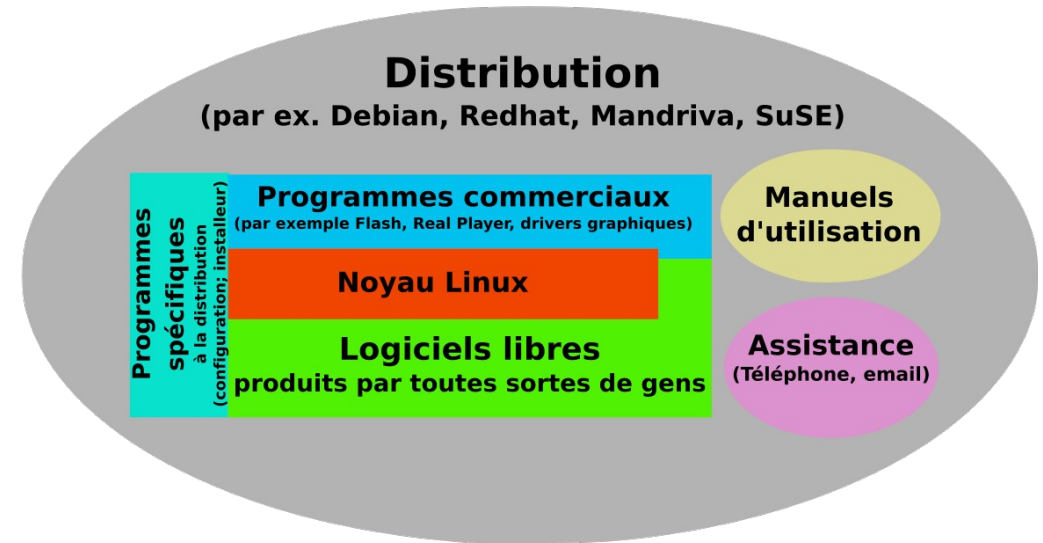 Distribution
(par ex. Debian, Redhat, Mandriva, SuSE)
Programmes
spécifiques
à la distribution
(configuration; installeur)
Programmes commerciaux
(par exemple Flash, Real Player, drivers graphiques)
Noyau Linux
Logiciels libres
produits par toutes sortes de gens
Manuels
d'utilisation
Assistance
(Téléphone, email)